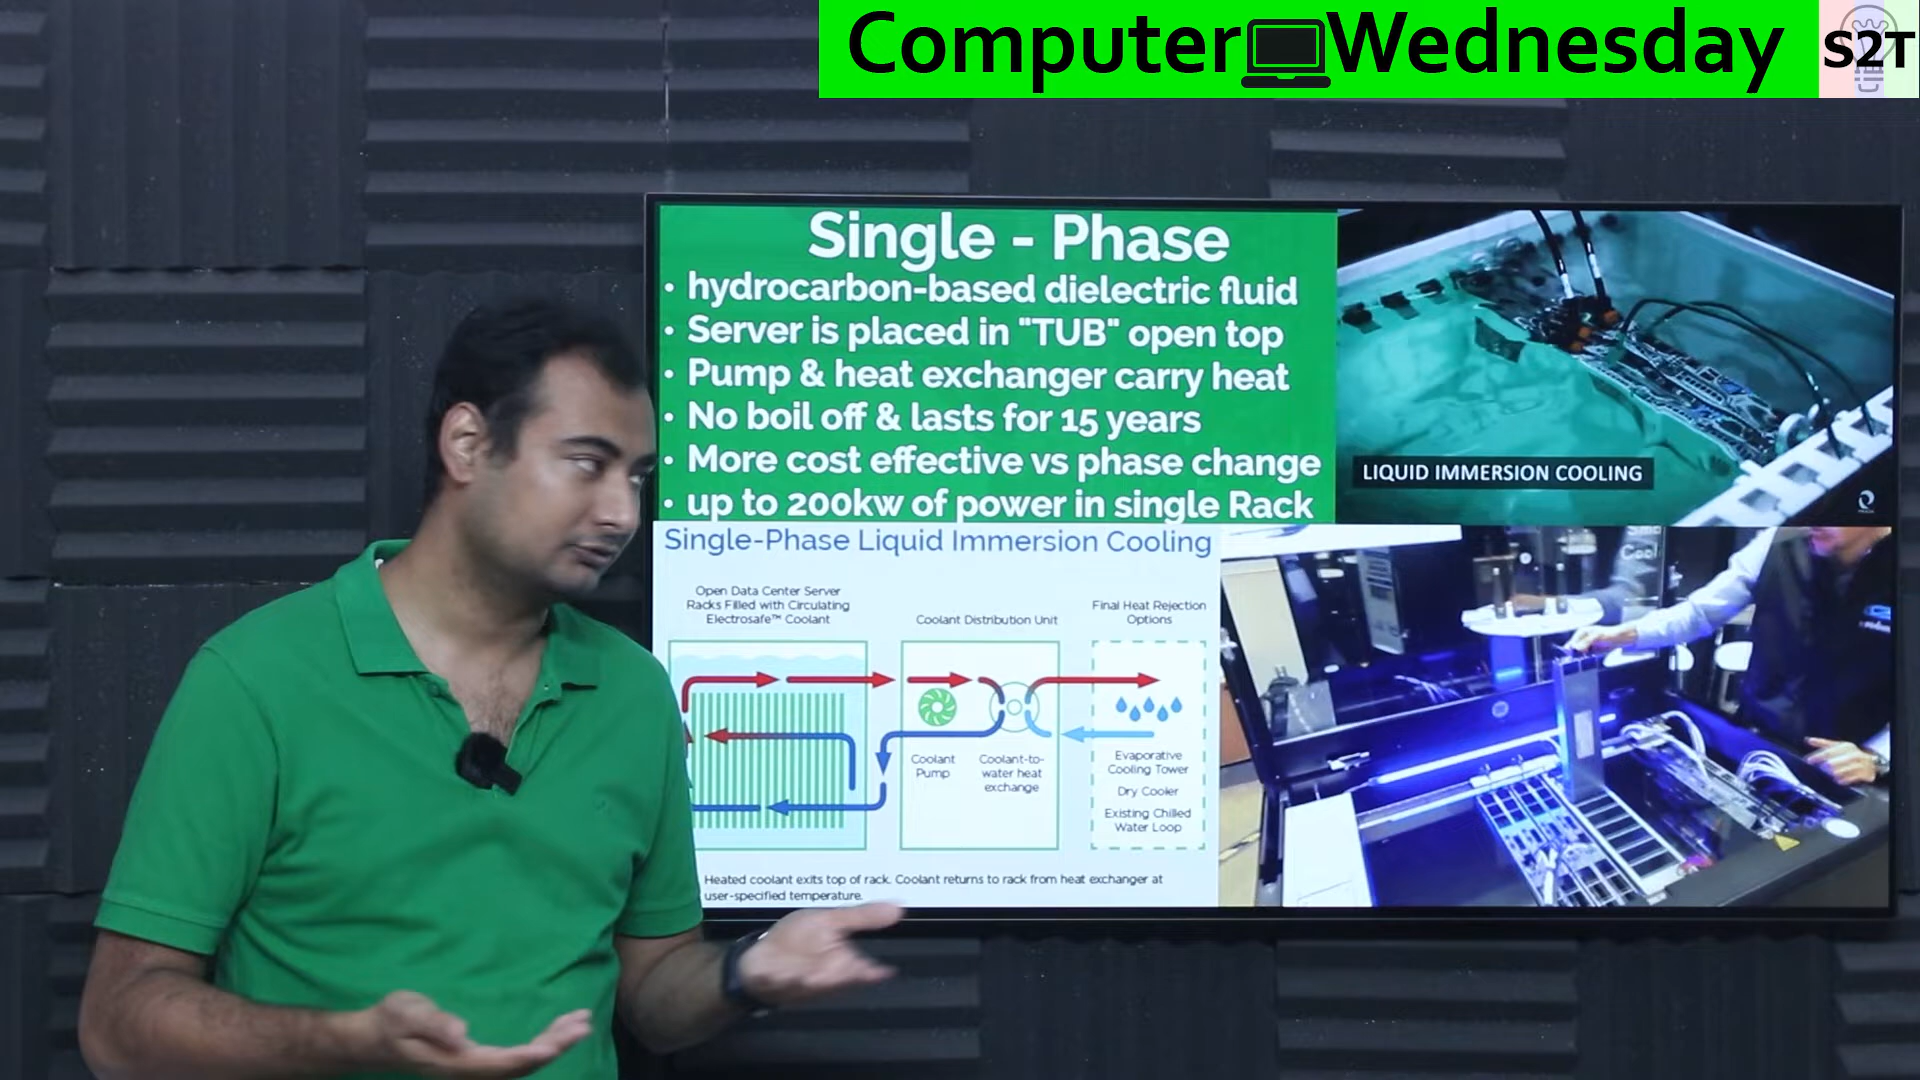 Computer Wednesday
S2T
Single - Phase
• hydrocarbon-based dielectric fluid
• Server is placed in "TUB" open top
• Pump & heat exchanger carry heat
• No boil off & lasts for 15 years
• More cost effective vs phase change
• up to 200kw of power in single Rack
LIQUID IMMERSION COOLING
Single-Phase Liquid Immersion Cooling
Open Data Center Server
Racks Filled with Circulating
Electrosafe™ Coolant
Coolant Distribution Unit
Final Heat Rejection
Options
Coolant
Pump
Coolant-to-
water heat
exchange
Evaporative
Cooling Tower
Dry Cooler
Existing Chilled
Water Loop
Heated coolant exits top of rack. Coolant returns to rack from heat exchanger at
user-specified temperature.